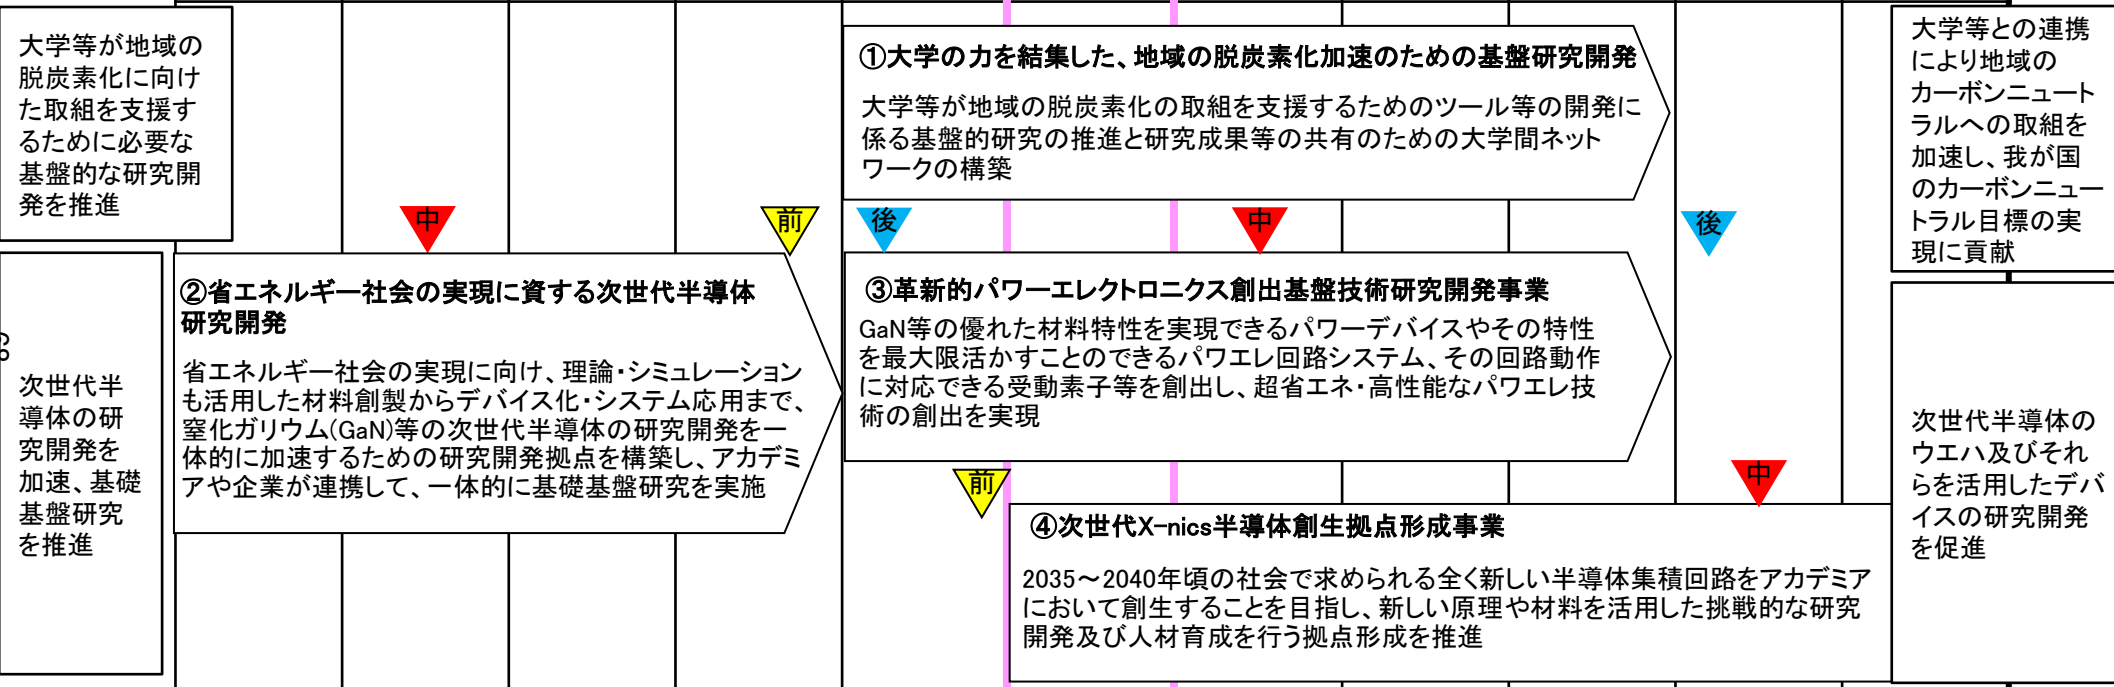 大学等が地域の
脱炭素化に向け
た取組を支援す
るために必要な
基盤的な研究開
発を推進
①大学の力を結集した、地域の脱炭素化加速のための基盤研究開発
大学等が地域の脱炭素化の取組を支援するためのツール等の開発に
係る基盤的研究の推進と研究成果等の共有のための大学間ネット
ワークの構築
大学等との連携
により地域の
カーボンニュート
ラルへの取組を
加速し、我が国
のカーボンニュー
トラル目標の実
現に貢献
中
前
後
中
後
次世代半
導体の研
究開発を
加速、基礎
基盤研究
を推進
②省エネルギー社会の実現に資する次世代半導体
研究開発
省エネルギー社会の実現に向け、理論・シミュレーション
も活用した材料創製からデバイス化・システム応用まで、
窒化ガリウム(GaN)等の次世代半導体の研究開発を一
体的に加速するための研究開発拠点を構築し、アカデミ
アや企業が連携して、一体的に基礎基盤研究を実施
③革新的パワーエレクトロニクス創出基盤技術研究開発事業
GaN等の優れた材料特性を実現できるパワーデバイスやその特性
を最大限活かすことのできるパワエレ回路システム、その回路動作
に対応できる受動素子等を創出し、超省エネ・高性能なパワエレ技
術の創出を実現
前
中
④次世代X-nics半導体創生拠点形成事業
2035～2040年頃の社会で求められる全く新しい半導体集積回路をアカデミア
において創生することを目指し、新しい原理や材料を活用した挑戦的な研究
開発及び人材育成を行う拠点形成を推進
次世代半導体の
ウエハ及びそれ
らを活用したデバ
イスの研究開発
を促進